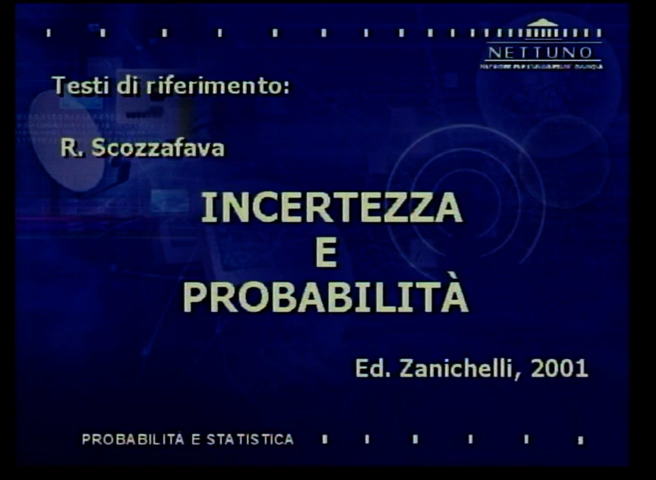 NETTUNO
Testi di riferimento:
R. Scozzafava
INCERTEZZA
E
PROBABILITÀ
Ed. Zanichelli, 2001
PROBABILITÀ E STATISTICA